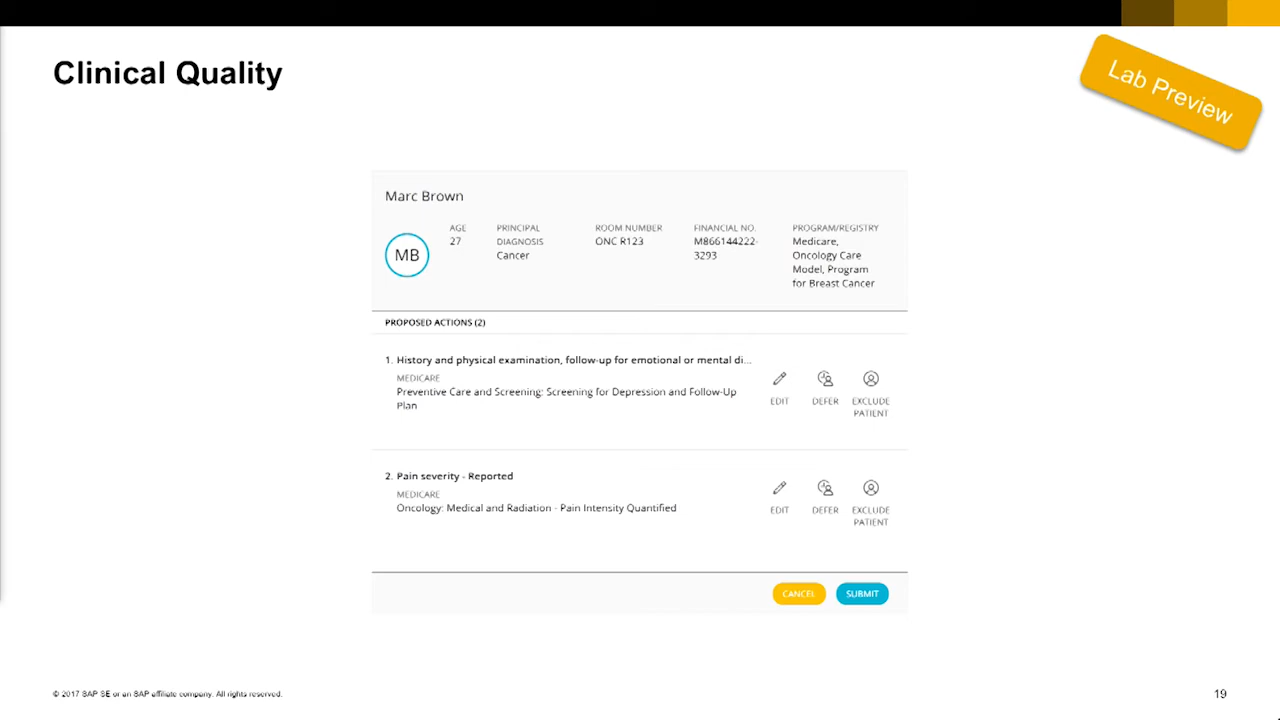 Clinical Quality
Lab Preview
Marc Brown
MB
AGE
27
PRINCIPAL
DIAGNOSIS
Cancer
ROOM NUMBER
ONC R123
FINANCIAL NO.
M866144222-
3293
PROGRAM/REGISTRY
Medicare,
Oncology Care
Model, Program
for Breast Cancer
PROPOSED ACTIONS (2)
1. History and physical examination, follow-up for emotional or mental di...
MEDICARE
Preventive Care and Screening: Screening for Depression and Follow-Up
Plan
EDIT
DEFER
EXCLUDE
PATIENT
2. Pain severity - Reported
MEDICARE
Oncology: Medical and Radiation - Pain Intensity Quantified
EDIT
DEFER
EXCLUDE
PATIENT
CANCEL
SUBMIT
© 2017 SAP SE or an SAP affiliate company. All rights reserved.
19